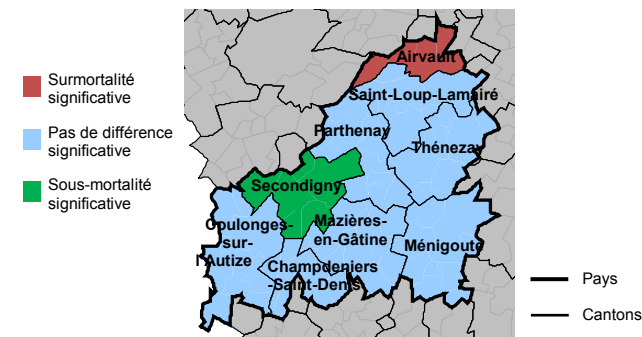 Surmortalité
significative
Pas de différence
significative
Sous-mortalité
significative
Airvault
Saint-Loup-Lamairé
Parthenay
Thénezay
Secondigny
Coulonges-
sur-
l'Autize
Mazières-
en-Gâtine
Ménigoute
Champdeniers
-Saint-Denis
Pays
Cantons